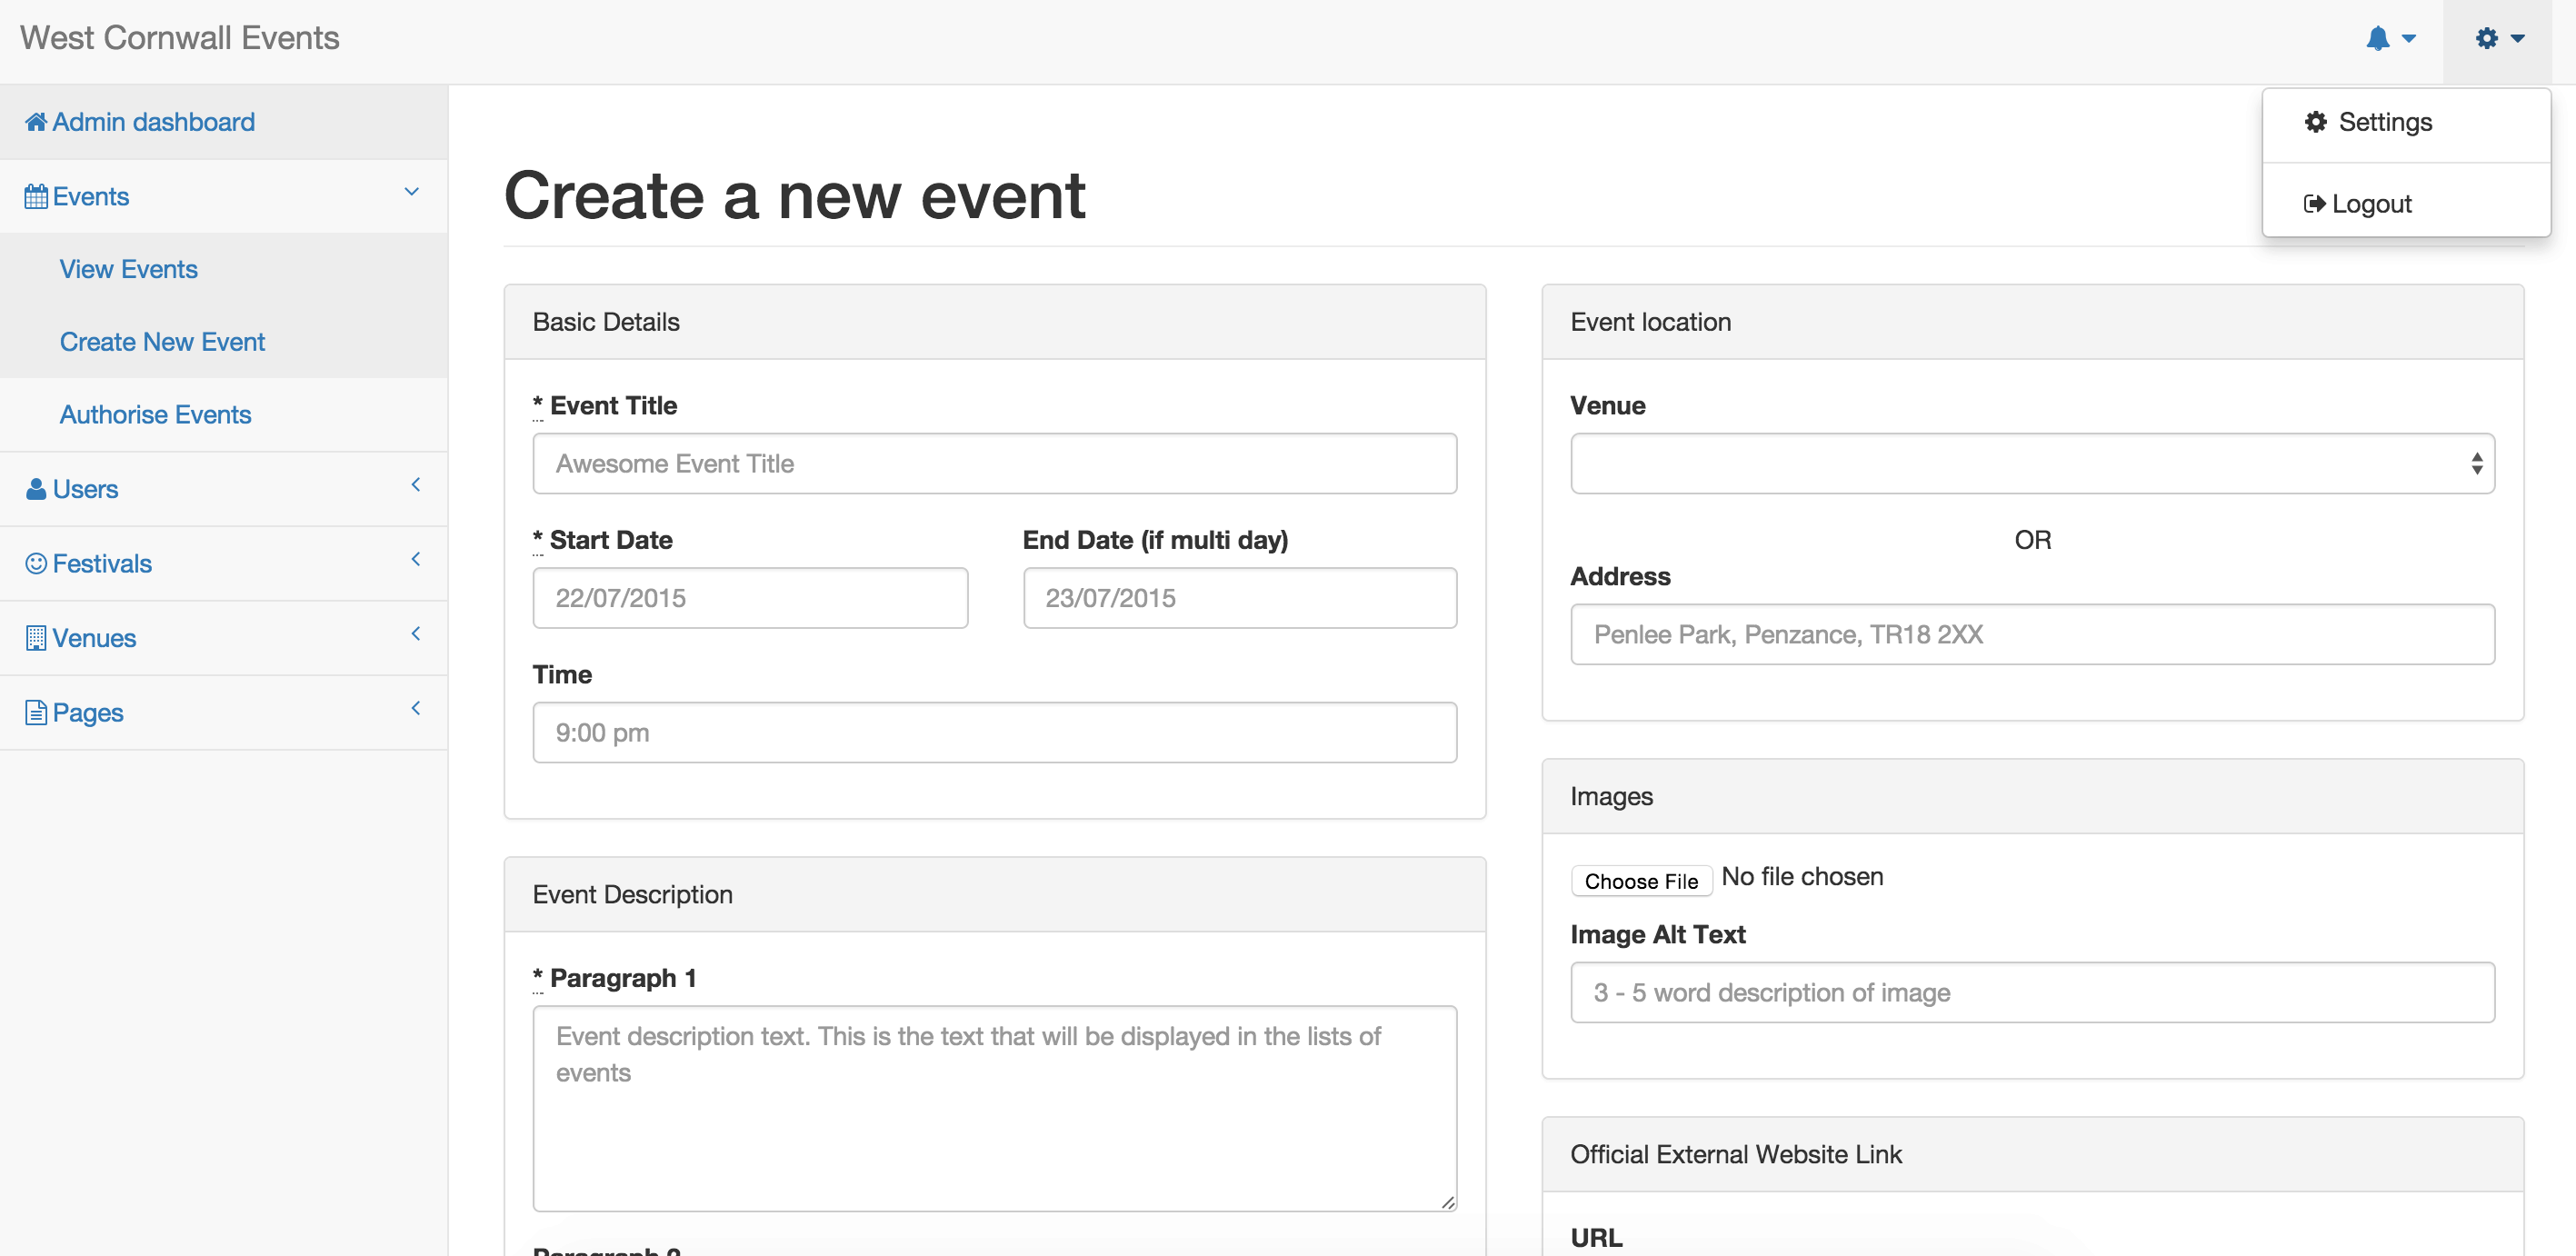 West Cornwall Events
Admin dashboard
Events
View Events
Create New Event
Authorise Events
Users
Festivals
Venues
Pages
Settings
Logout
Create a new event
Basic Details
* Event Title
Awesome Event Title
* Start Date
22/07/2015
End Date (if multi day)
23/07/2015
Time
9:00 pm
Event Description
* Paragraph 1
Event description text. This is the text that will be displayed in the lists of
events
Paragraph 2
Event location
Venue
OR
Address
Penlee Park, Penzance, TR18 2XX
Images
Choose File No file chosen
Image Alt Text
3 - 5 word description of image
Official External Website Link
URL